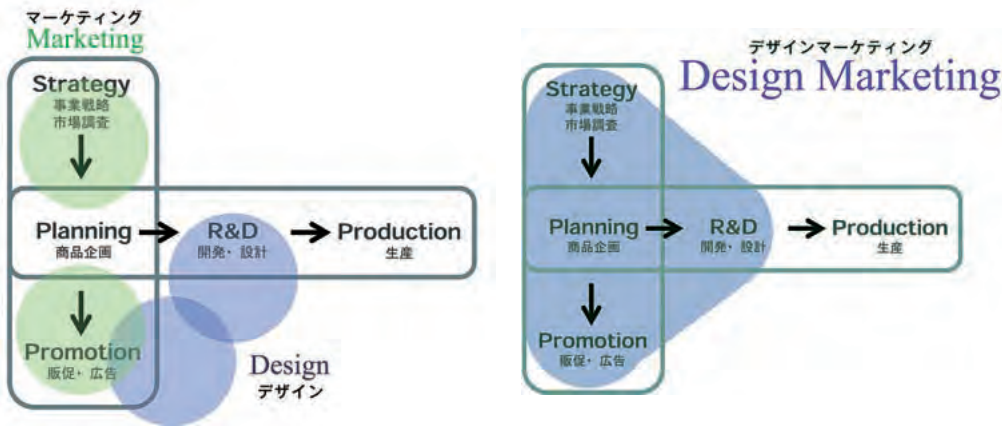 マーケティング
Marketing
Strategy
事業戦略
市場調査
Planning
商品企画
R&D
開発・設計
Production
生産
Promotion
販促・広告
Design
デザイン
デザインマーケティング
Design Marketing
Strategy
事業戦略
市場調査
Planning
商品企画
R&D
開発・設計
Production
生産
Promotion
販促・広告